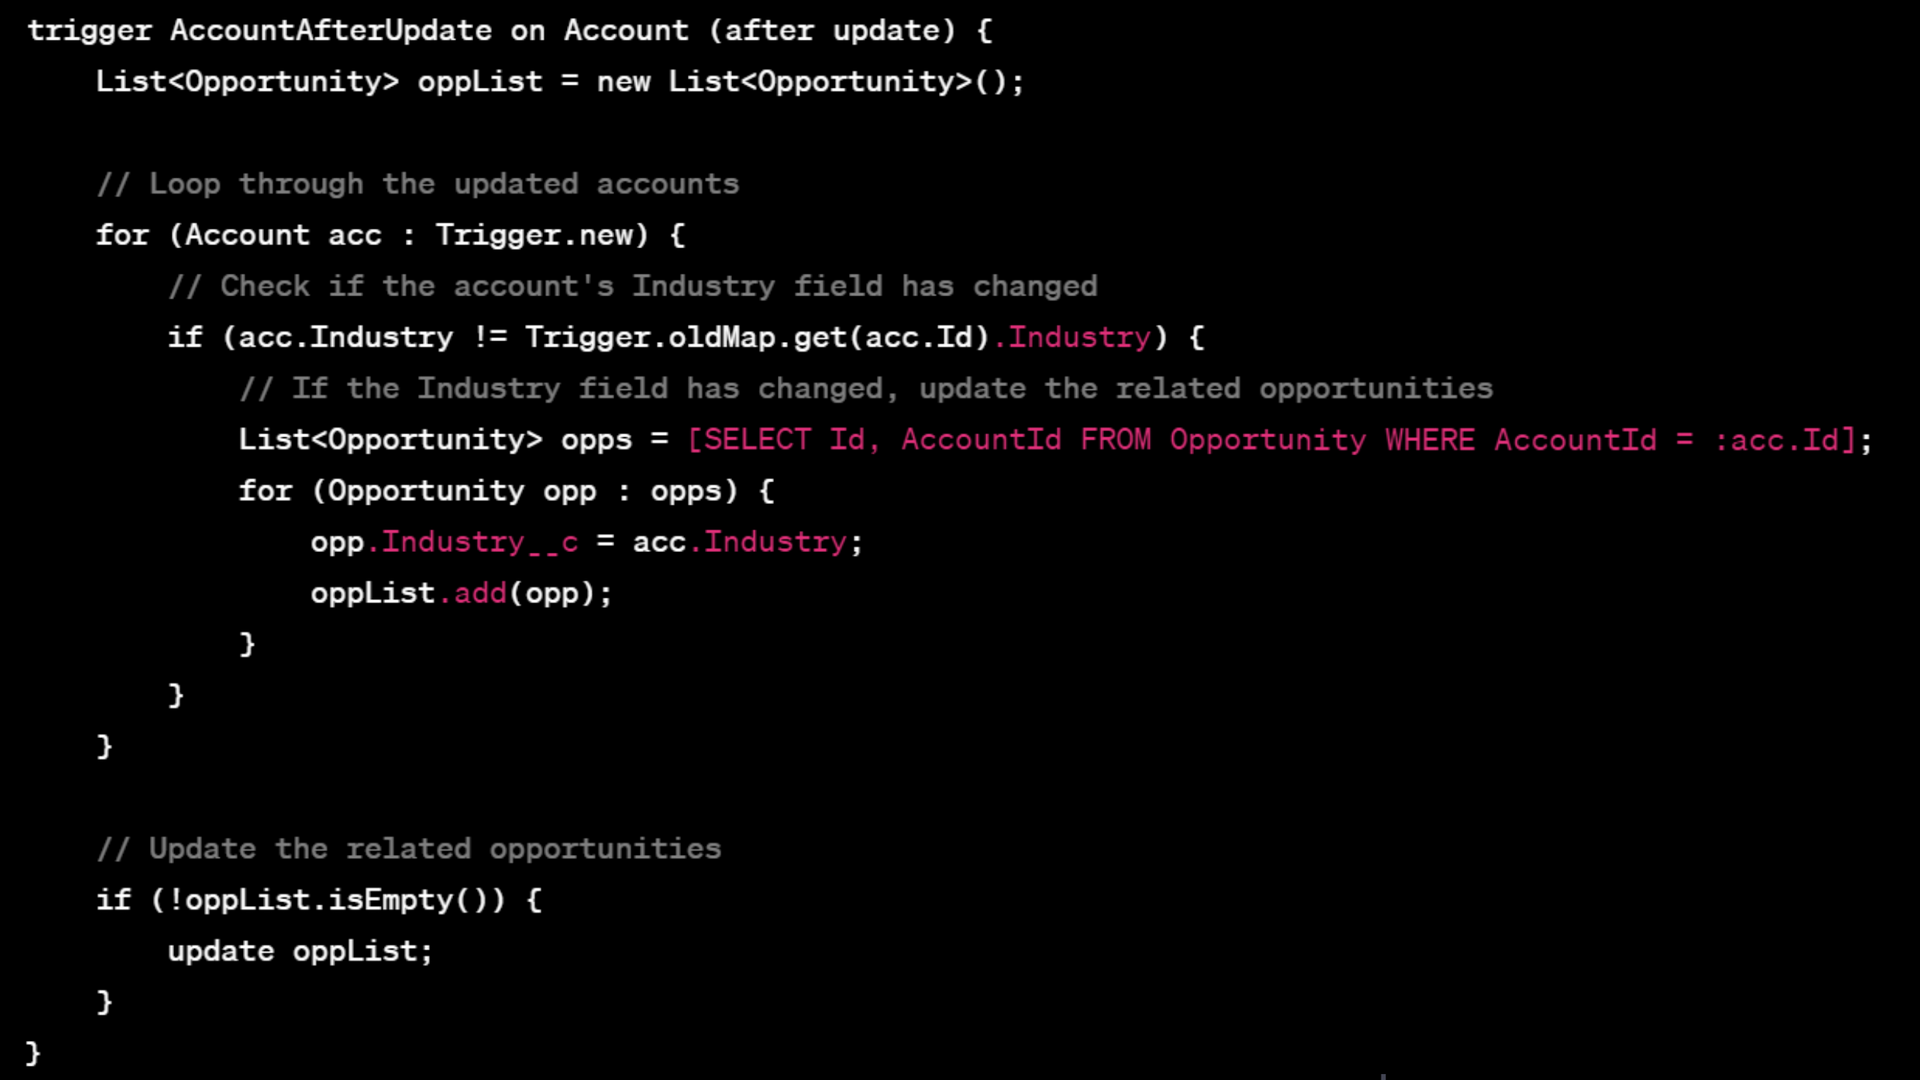 trigger AccountAfterUpdate on Account (after update) {
List<Opportunity> oppList = new List<Opportunity>();
// Loop through the updated accounts
for (Account acc : Trigger.new) {
// Check if the account's Industry field has changed
if (acc.Industry != Trigger.oldMap.get(acc.Id).Industry) {
// If the Industry field has changed, update the related opportunities
List<Opportunity> opps = [SELECT Id, AccountId FROM Opportunity WHERE AccountId = :acc.Id];
for (Opportunity opp : opps) {
opp.Industry__c = acc.Industry;
oppList.add(opp);
}
}
}
// Update the related opportunities
if (!oppList.isEmpty()) {
update oppList;
}
}